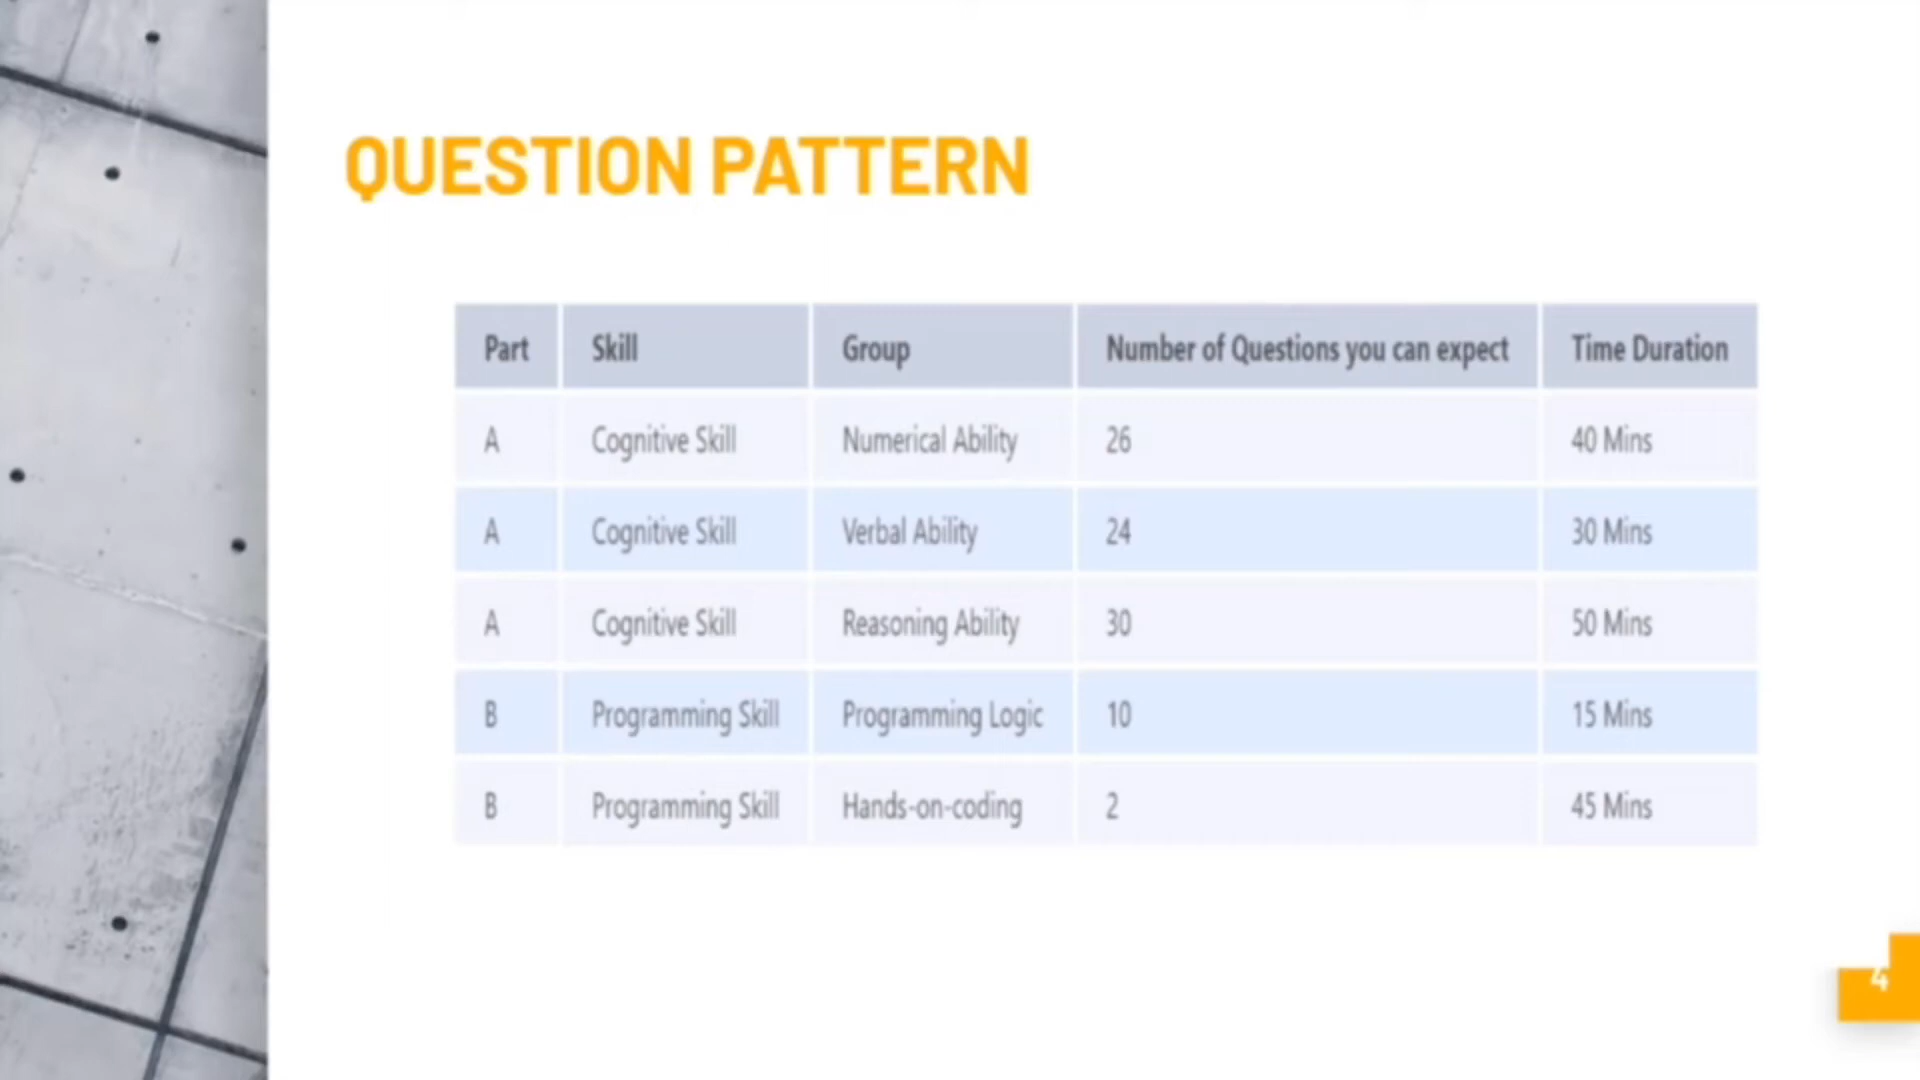 QUESTION PATTERN
Part Skill Group Number of Questions you can expect Time Duration
A Cognitive Skill Numerical Ability 26 40 Mins
A Cognitive Skill Verbal Ability 24 30 Mins
A Cognitive Skill Reasoning Ability 30 50 Mins
B Programming Skill Programming Logic 10 15 Mins
B Programming Skill Hands-on-coding 2 45 Mins
4